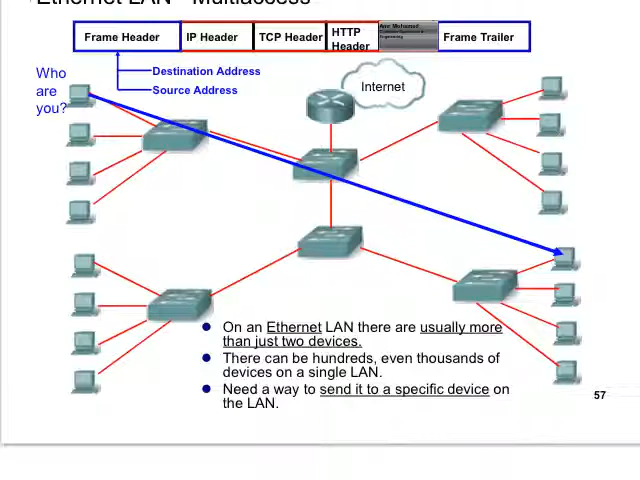 Ethernet LAN - Multiaccess
Frame Header
IP Header
TCP Header
HTTP
Header
Frame Trailer
Destination Address
Source Address
Who
are
you?
Internet
On an Ethernet LAN there are usually more
than just two devices.
There can be hundreds, even thousands of
devices on a single LAN.
Need a way to send it to a specific device on
the LAN.
57